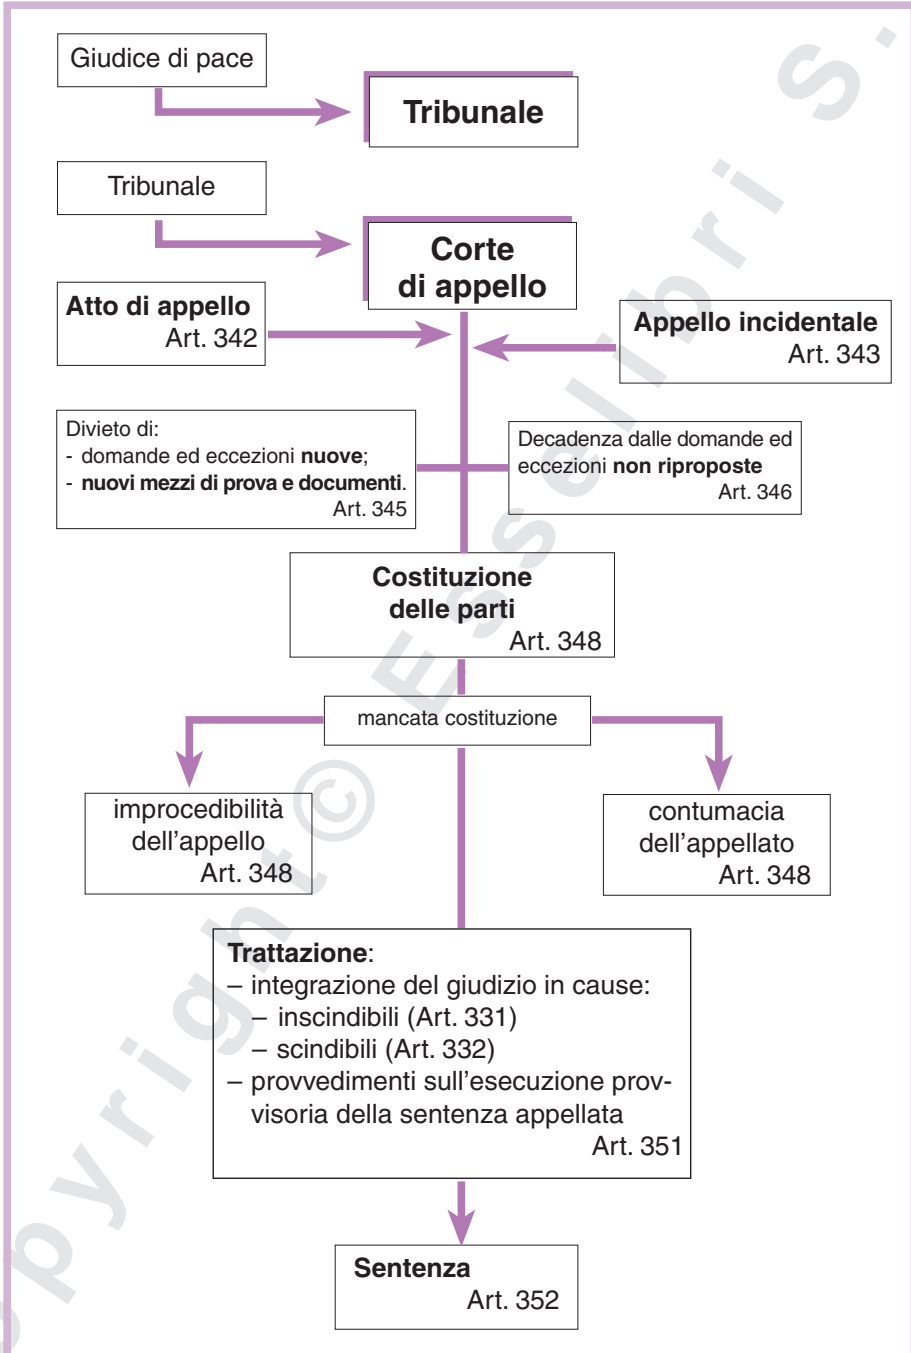 Giudice di pace
Tribunale
Tribunale
Corte
di appello
Atto di appello
Art. 342
Appello incidentale
Art. 343
Divieto di:
- domande ed eccezioni nuove;
- nuovi mezzi di prova e documenti.
Art. 345
Decadenza dalle domande ed
eccezioni non riproposte
Art. 346
Costituzione
delle parti
Art. 348
mancata costituzione
improcedibilità
dell'appello
Art. 348
contumacia
dell'appellato
Art. 348
Trattazione:
– integrazione del giudizio in cause:
– inscindibili (Art. 331)
– scindibili (Art. 332)
– provvedimenti sull'esecuzione prov-
visoria della sentenza appellata
Art. 351
Sentenza
Art. 352
opyright © Esselibri S.